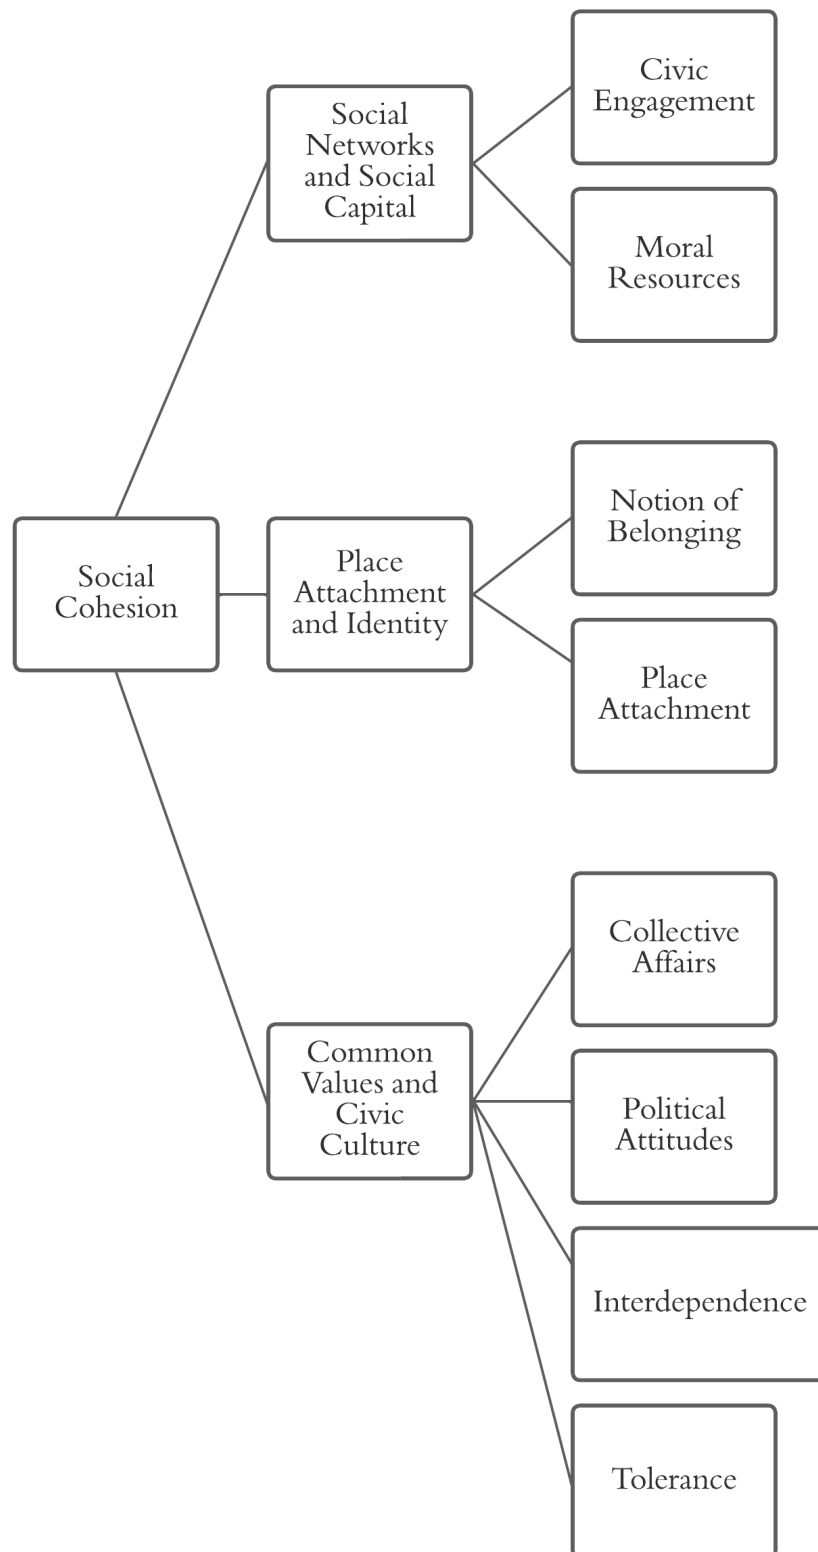 Civic
Engagement
Social
Networks
and Social
Capital
Moral
Resources
Notion of
Belonging
Social
Cohesion
Place
Attachment
and Identity
Place
Attachment
Collective
Affairs
Common
Values and
Civic
Culture
Political
Attitudes
Interdependence
Tolerance